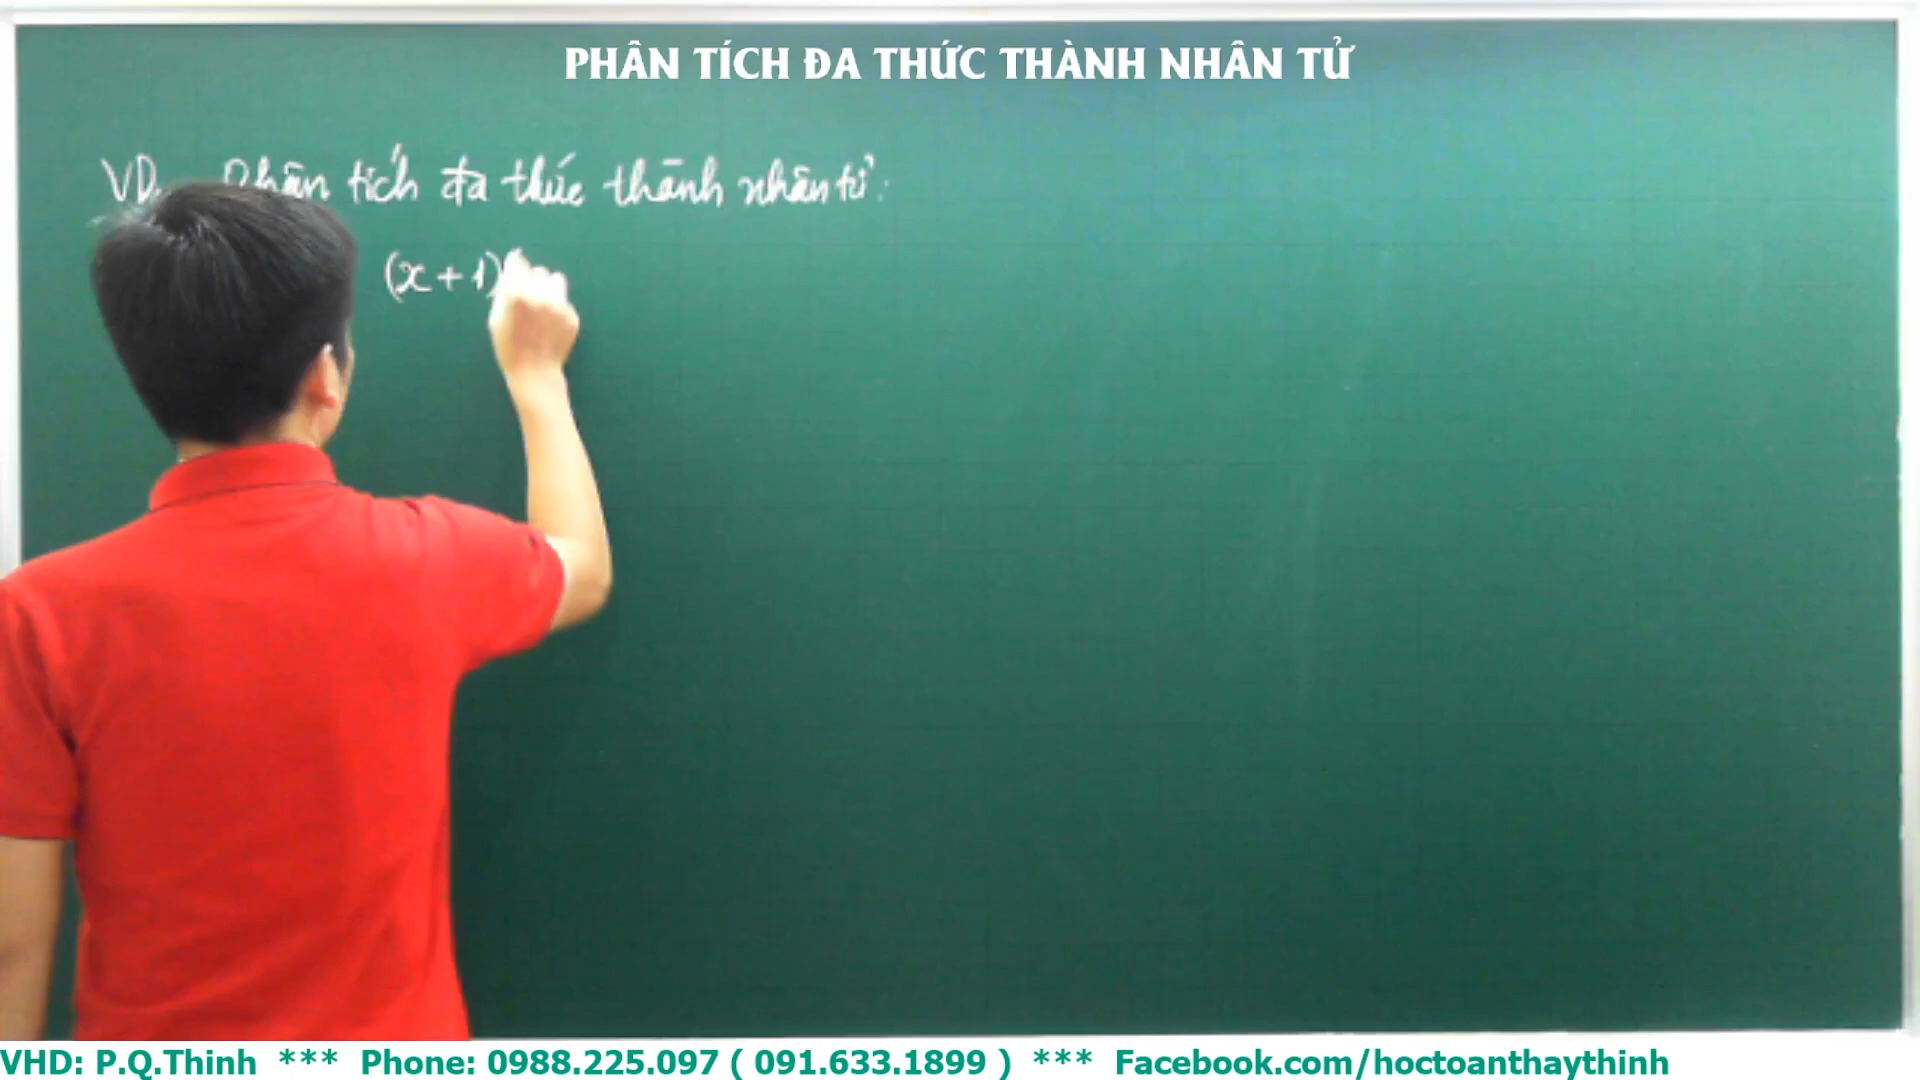 PHÂN TÍCH ĐA THỨC THÀNH NHÂN TỬ
VD. Phân tích đa thức thành nhân tử:
(x+1)
VHD: P.Q.Thinh *** Phone: 0988.225.097 ( 091.633.1899 ) *** Facebook.com/hoctoanthaythinh